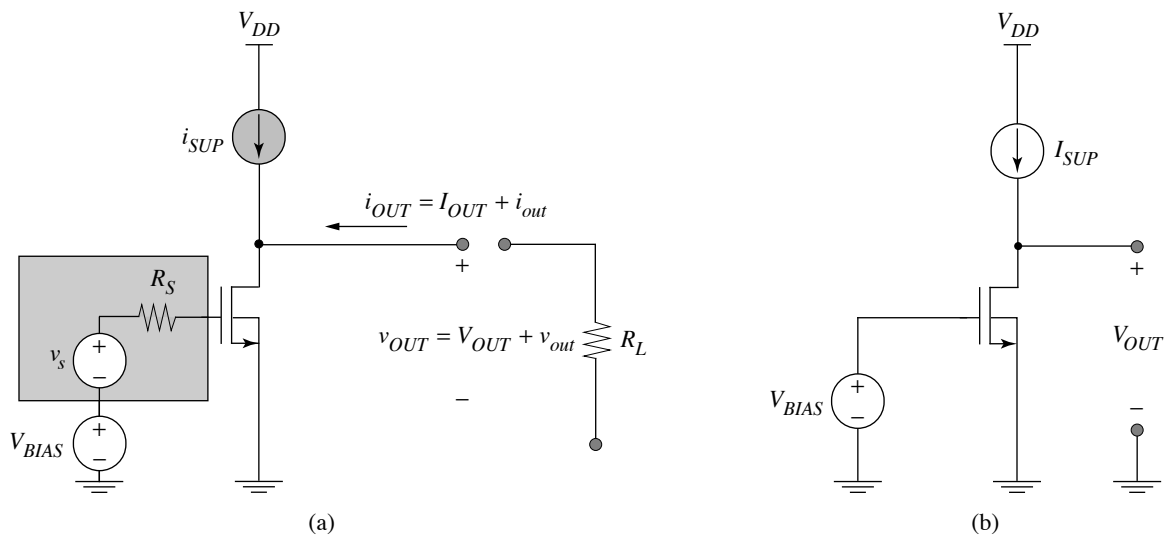 V_DD
i_SUP
i_OUT = I_OUT + i_out
+
R_S
v_OUT = V_OUT + v_out
R_L
v_s
+
−
−
V_BIAS
+
−
(a)
V_DD
I_SUP
+
V_OUT
−
V_BIAS
+
−
(b)